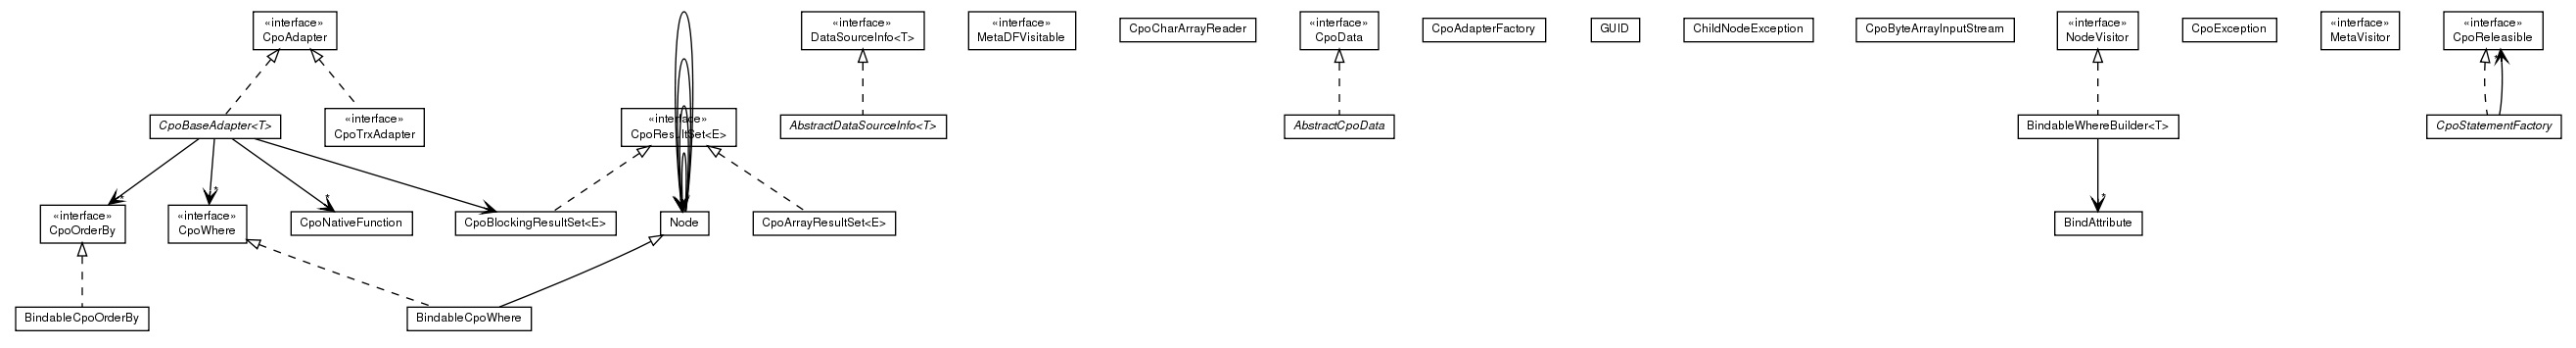 «interface»
CpoAdapter
«interface»
DataSourceInfo<T>
«interface»
MetaDFVisitable
CpoCharArrayReader
«interface»
CpoData
CpoAdapterFactory
GUID
ChildNodeException
CpoByteArrayInputStream
«interface»
NodeVisitor
CpoException
«interface»
MetaVisitor
«interface»
CpoReleasible
*
CpoBaseAdapter<T>
«interface»
CpoTrxAdapter
«interface»
CpoResultSet<E>
AbstractDataSourceInfo<T>
AbstractCpoData
BindableWhereBuilder<T>
CpoStatementFactory
*
*
*
*
«interface»
CpoOrderBy
«interface»
CpoWhere
CpoNativeFunction
CpoBlockingResultSet<E>
Node
CpoArrayResultSet<E>
BindAttribute
BindableCpoOrderBy
BindableCpoWhere